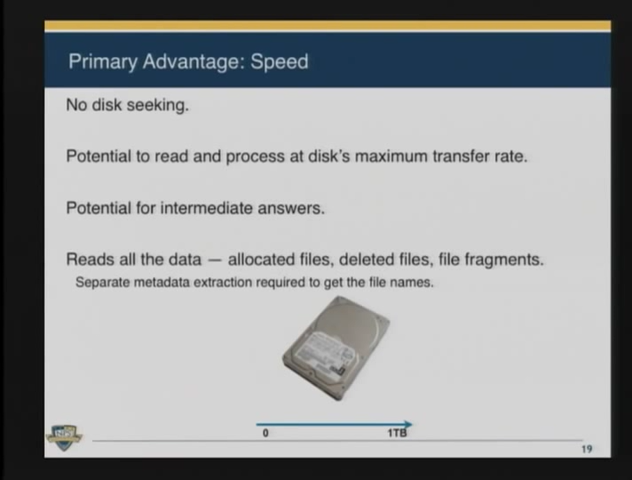 Primary Advantage: Speed
No disk seeking.
Potential to read and process at disk's maximum transfer rate.
Potential for intermediate answers.
Reads all the data — allocated files, deleted files, file fragments.
Separate metadata extraction required to get the file names.
0
1TB
19